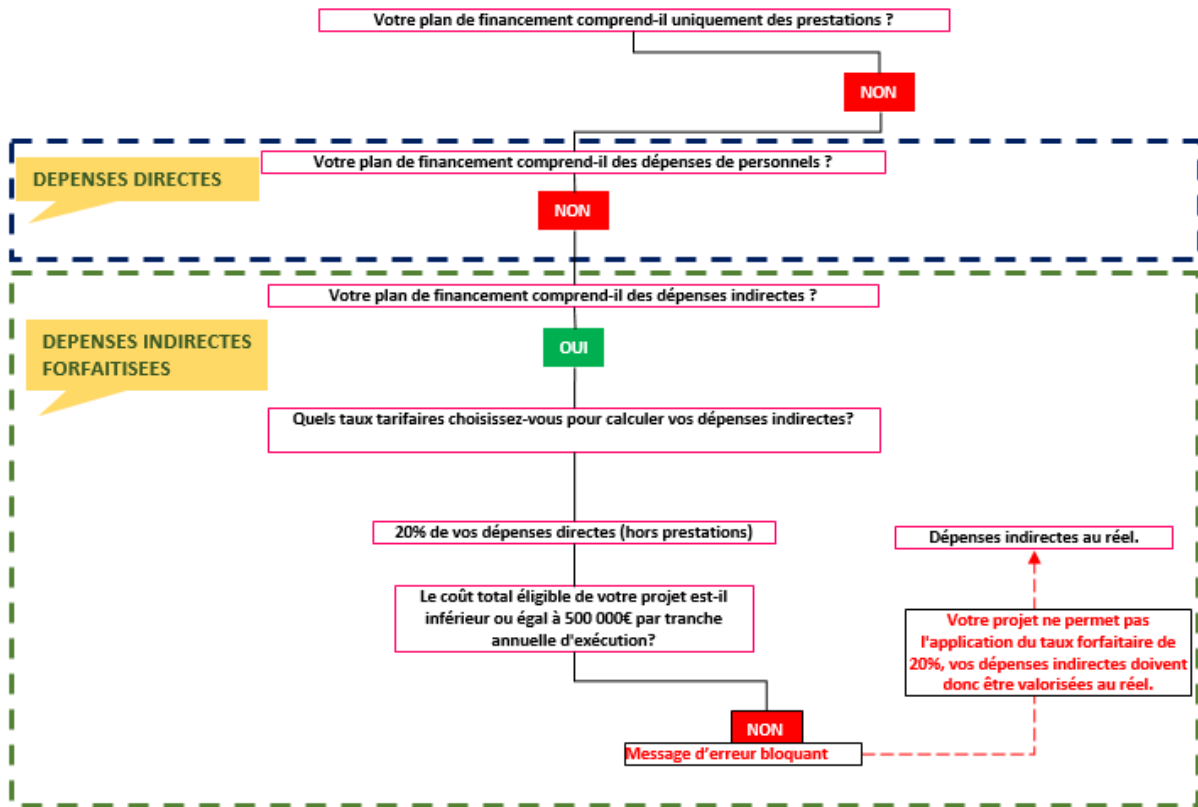 Votre plan de financement comprend-il uniquement des prestations ?
NON
Votre plan de financement comprend-il des dépenses de personnels ?
DEPENSES DIRECTES
NON
Votre plan de financement comprend-il des dépenses indirectes ?
DEPENSES INDIRECTES
FORFAITISEES
OUI
Quels taux tarifaires choisissez-vous pour calculer vos dépenses indirectes?
20% de vos dépenses directes (hors prestations)
Dépenses indirectes au réel.
Le coût total éligible de votre projet est-il
inférieur ou égal à 500 000€ par tranche
annuelle d'exécution?
Votre projet ne permet pas
l'application du taux forfaitaire de
20%, vos dépenses indirectes doivent
donc être valorisées au réel.
NON
Message d’erreur bloquant